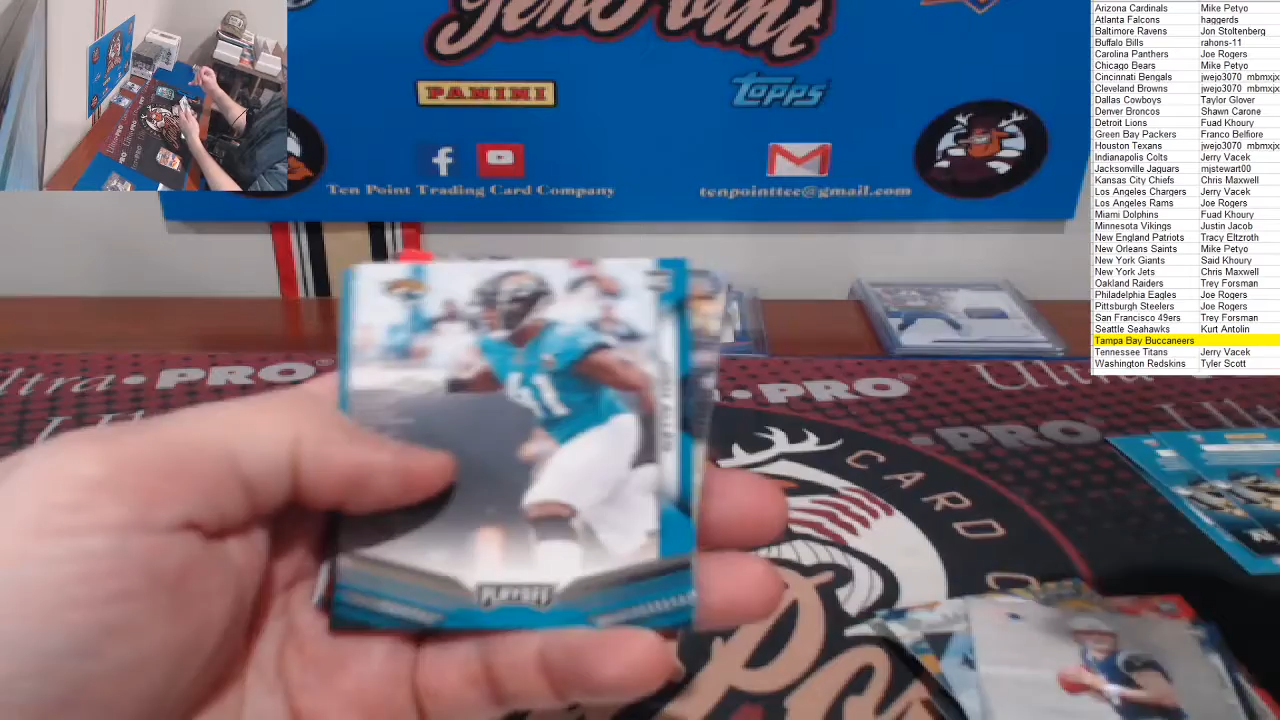 TenPoint
PANINI
Topps
Ten Point Trading Card Company
tenpointtcc@gmail.com
Arizona Cardinals Mike Petyo
Atlanta Falcons haggerds
Baltimore Ravens Jon Stoltenberg
Buffalo Bills rahons-11
Carolina Panthers Joe Rogers
Chicago Bears Mike Petyo
Cincinnati Bengals jwejo3070 mbmxjx
Cleveland Browns jwejo3070 mbmxjx
Dallas Cowboys Taylor Glover
Denver Broncos Shawn Carone
Detroit Lions Fuad Khoury
Green Bay Packers Franco Belfiore
Houston Texans jwejo3070 mbmxjx
Indianapolis Colts Jerry Vacek
Jacksonville Jaguars mjstewart00
Kansas City Chiefs Chris Maxwell
Los Angeles Chargers Jerry Vacek
Los Angeles Rams Joe Rogers
Miami Dolphins Fuad Khoury
Minnesota Vikings Justin Jacob
New England Patriots Tracy Eltzroth
New Orleans Saints Mike Petyo
New York Giants Said Khoury
New York Jets Chris Maxwell
Oakland Raiders Trey Forsman
Philadelphia Eagles Joe Rogers
Pittsburgh Steelers Joe Rogers
San Francisco 49ers Trey Forsman
Seattle Seahawks Kurt Antolin
Tampa Bay Buccaneers
Tennessee Titans Jerry Vacek
Washington Redskins Tyler Scott
Ultra·PRO
Ultra
PRO
PRO
41
PLAYOFF
CARD